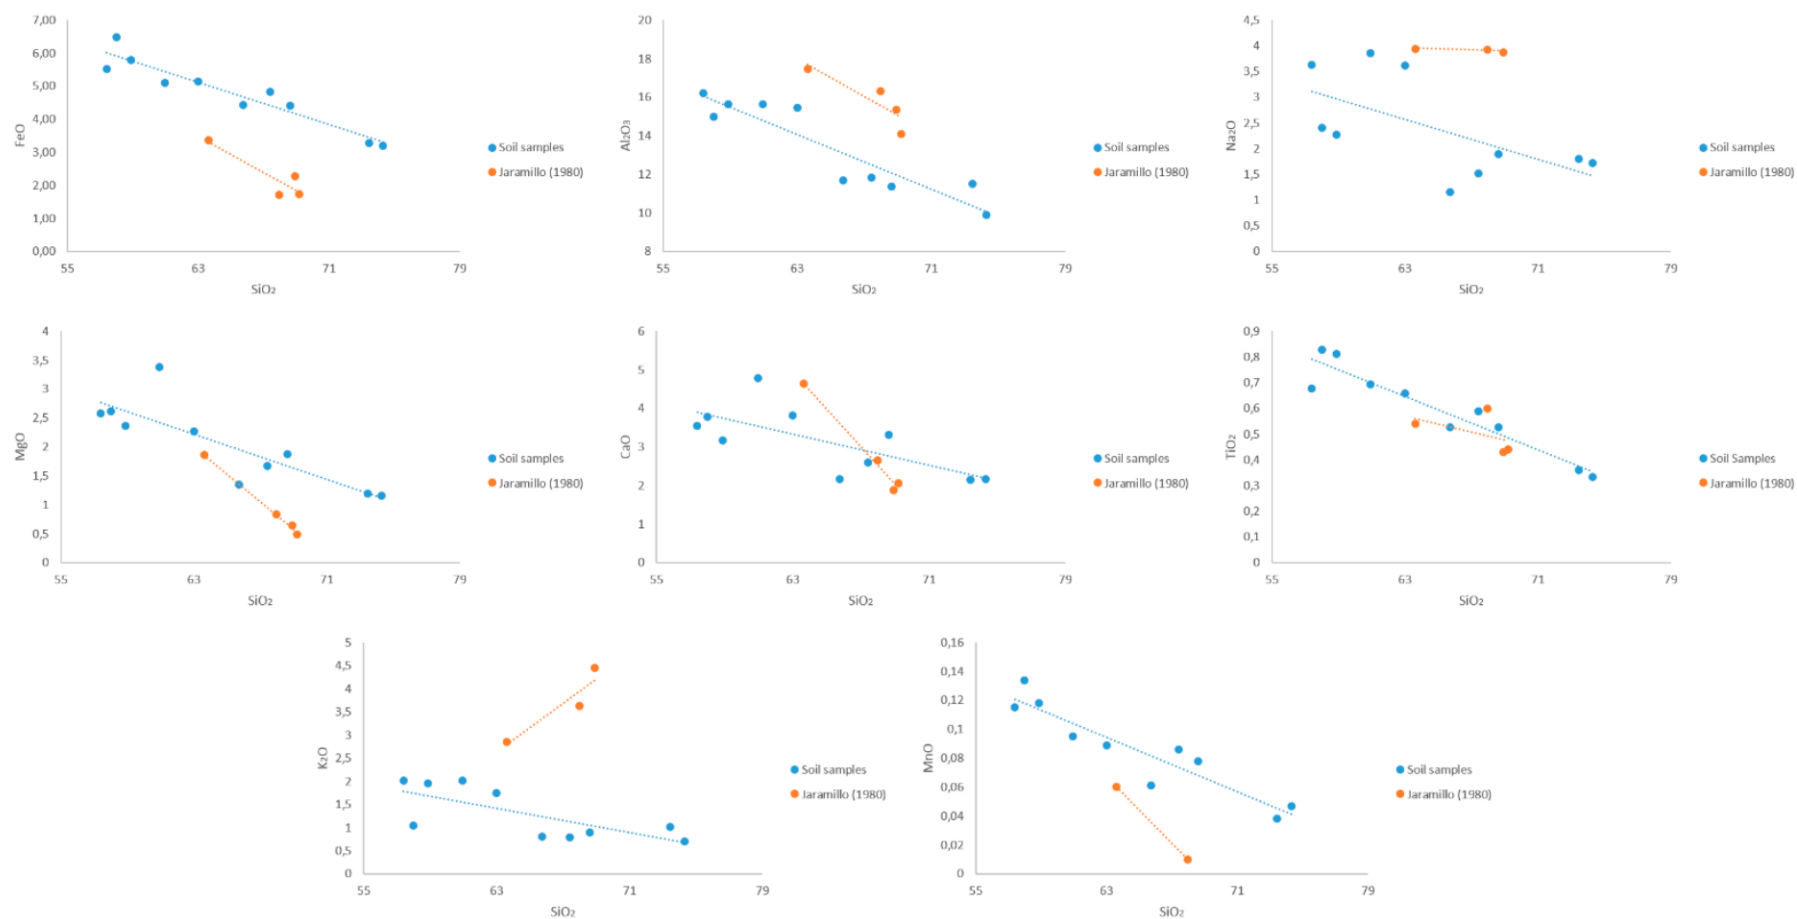 7,00
6,00
5,00
4,00
3,00
2,00
1,00
0,00
FeO
55 63 71 79
SiO₂
Soil samples
Jaramillo (1980)
20
18
16
14
12
10
8
Al₂O₃
55 63 71 79
SiO₂
Soil samples
Jaramillo (1980)
4,5
4
3,5
3
2,5
2
1,5
1
0,5
0
Na₂O
55 63 71 79
SiO₂
Soil samples
Jaramillo (1980)
4
3,5
3
2,5
2
1,5
1
0,5
0
MgO
55 63 71 79
SiO₂
Soil samples
Jaramillo (1980)
6
5
4
3
2
1
0
CaO
55 63 71 79
SiO₂
Soil samples
Jaramillo (1980)
0,9
0,8
0,7
0,6
0,5
0,4
0,3
0,2
0,1
0
TiO₂
55 63 71 79
SiO₂
Soil Samples
Jaramillo (1980)
5
4,5
4
3,5
3
2,5
2
1,5
1
0,5
0
K₂O
55 63 71 79
SiO₂
Soil samples
Jaramillo (1980)
0,16
0,14
0,12
0,1
0,08
0,06
0,04
0,02
0
MnO
55 63 71 79
SiO₂
Soil samples
Jaramillo (1980)